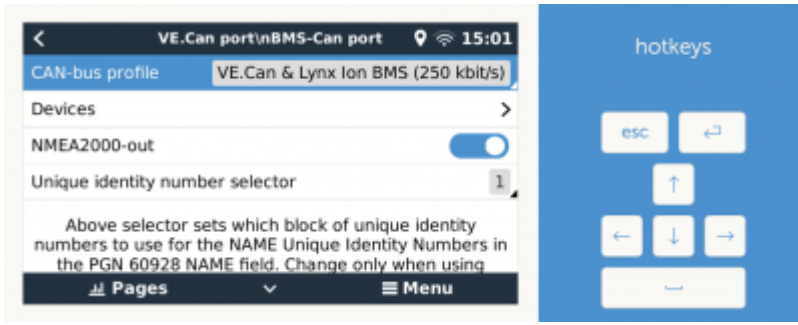 VE.Can port\nBMS-Can port 15:01
CAN-bus profile VE.Can & Lynx Ion BMS (250 kbit/s)
Devices
NMEA2000-out
Unique identity number selector 1
Above selector sets which block of unique identity
numbers to use for the NAME Unique Identity Numbers in
the PGN 60928 NAME field. Change only when using
Pages Menu
hotkeys
esc